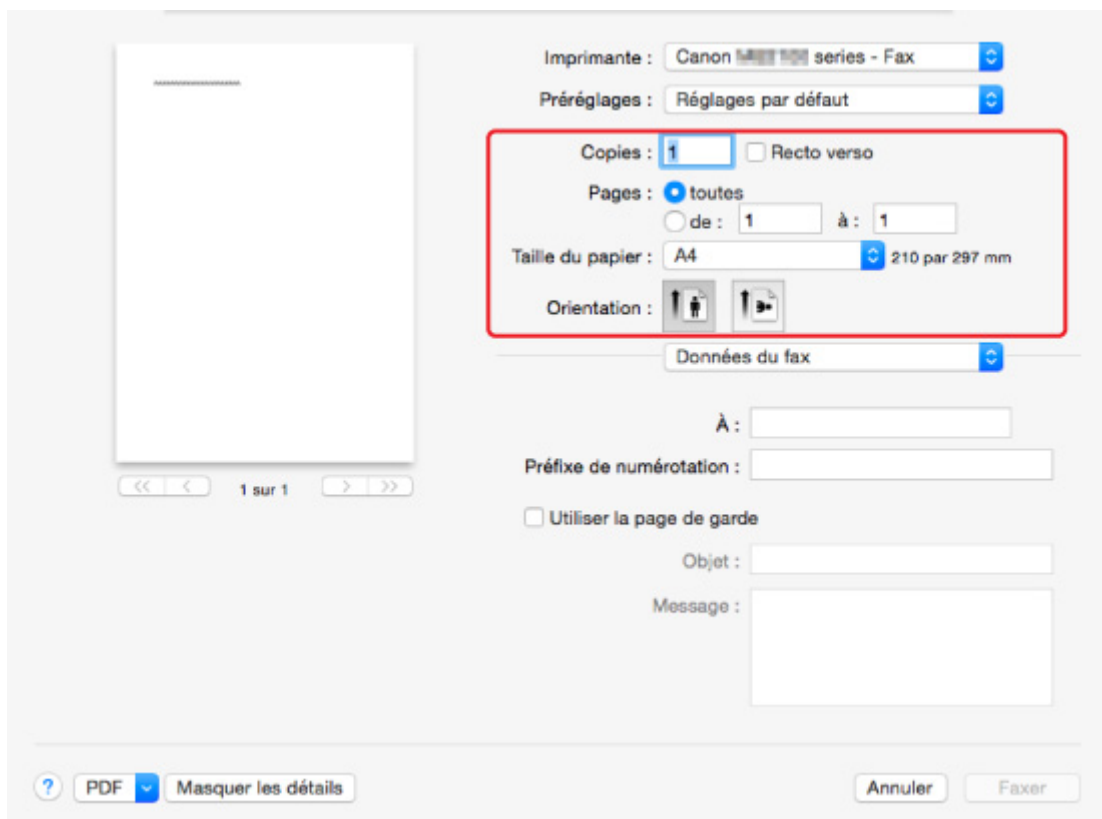 Imprimante : Canon series - Fax
Préréglages : Réglages par défaut
Copies : 1 Recto verso
Pages : toutes
de : 1 à : 1
Taille du papier : A4 210 par 297 mm
Orientation :
Données du fax
À :
Préfixe de numérotation :
1 sur 1
Utiliser la page de garde
Objet :
Message :
? PDF Masquer les détails Annuler Faxer